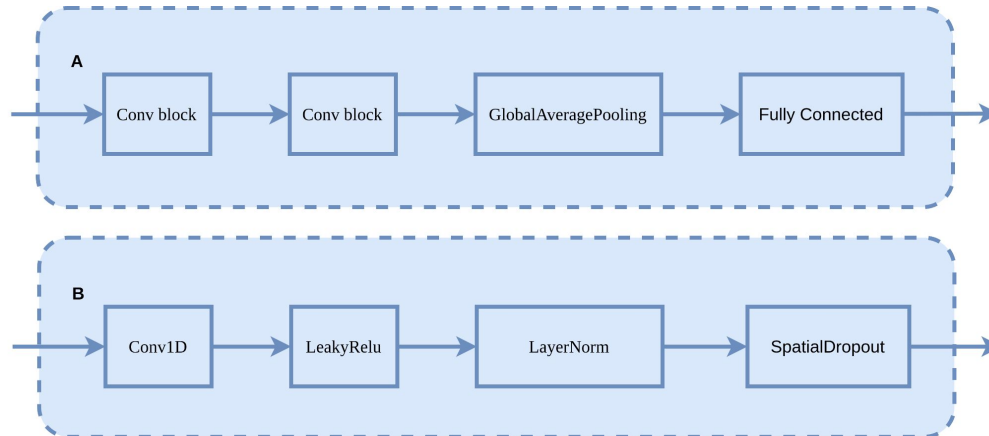 A
Conv block
Conv block
GlobalAveragePooling
Fully Connected
B
Conv1D
LeakyRelu
LayerNorm
SpatialDropout